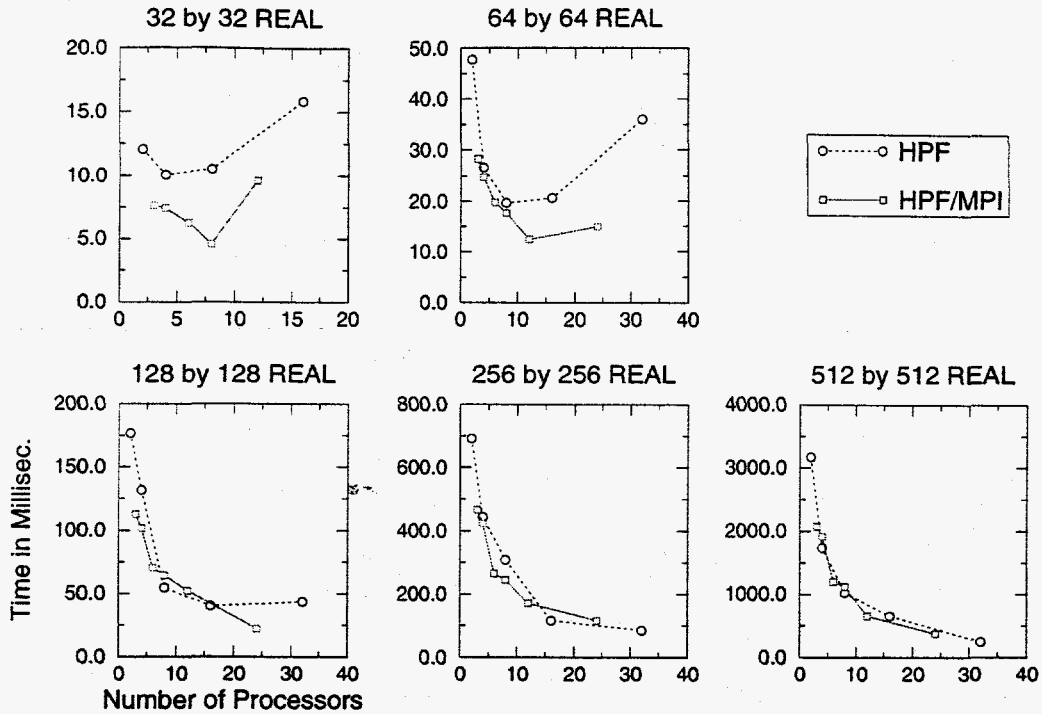 32 by 32 REAL
20.0
15.0
10.0
5.0
0.0
0 5 10 15 20
64 by 64 REAL
50.0
40.0
30.0
20.0
10.0
0.0
0 10 20 30 40
HPF
HPF/MPI
128 by 128 REAL
200.0
150.0
100.0
50.0
0.0
0 10 20 30 40
Time in Millisec.
Number of Processors
256 by 256 REAL
800.0
600.0
400.0
200.0
0.0
0 10 20 30 40
512 by 512 REAL
4000.0
3000.0
2000.0
1000.0
0.0
0 10 20 30 40